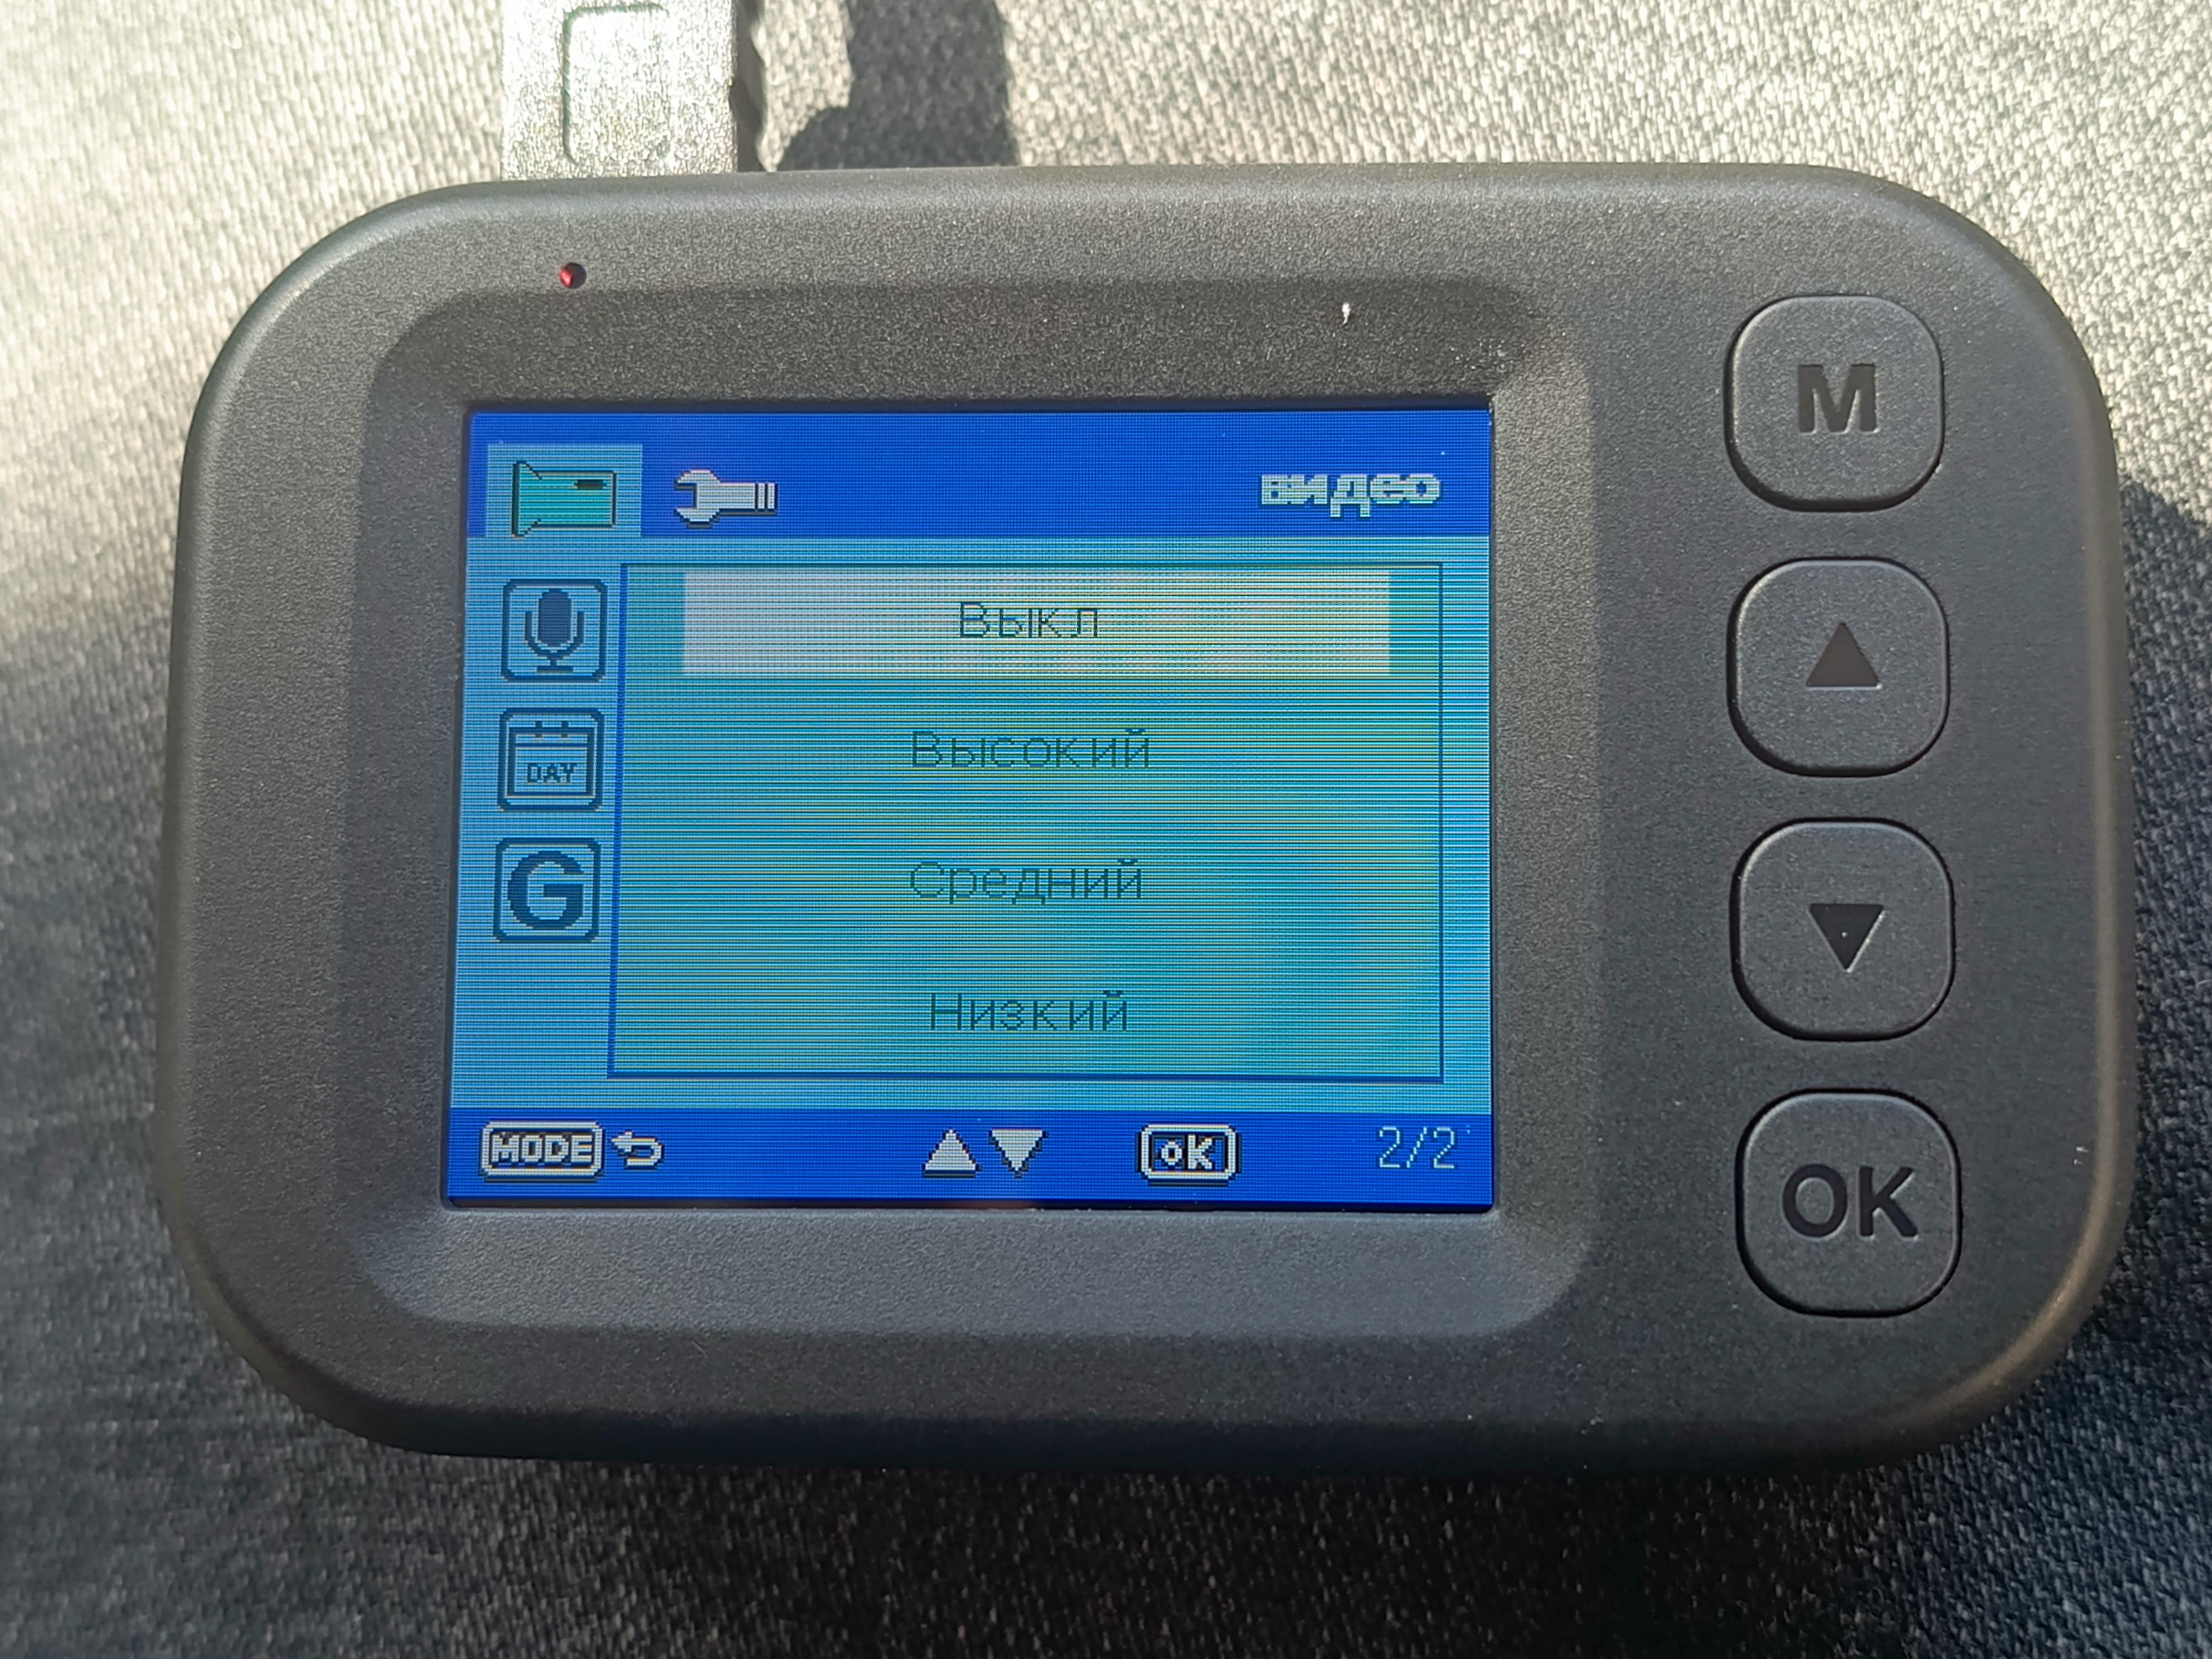 видео
Выкл
Высокий
DAY
Средний
G
Низкий
MODE OK 2/2
M
OK